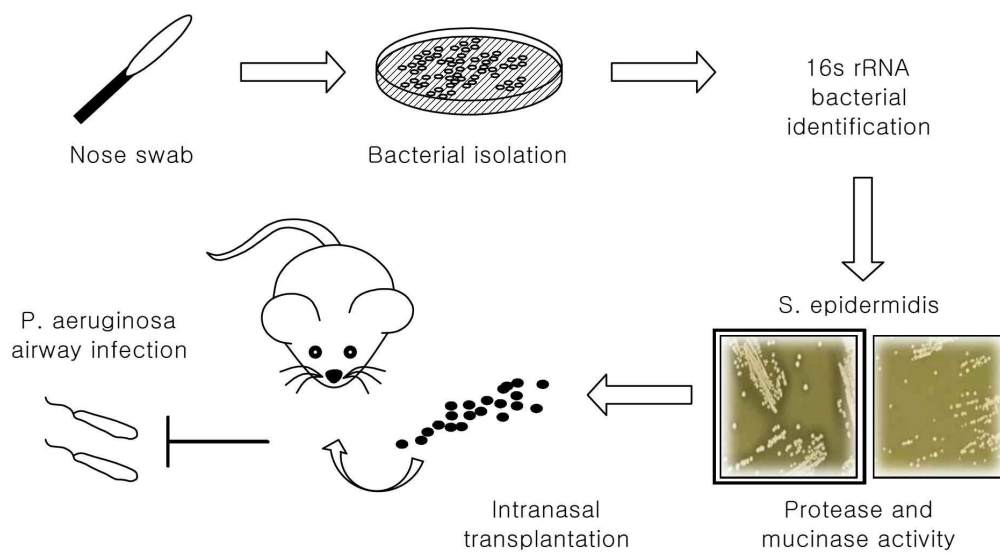 Nose swab
Bacterial isolation
16s rRNA
bacterial
identification
S. epidermidis
Protease and
mucinase activity
Intranasal
transplantation
P. aeruginosa
airway infection